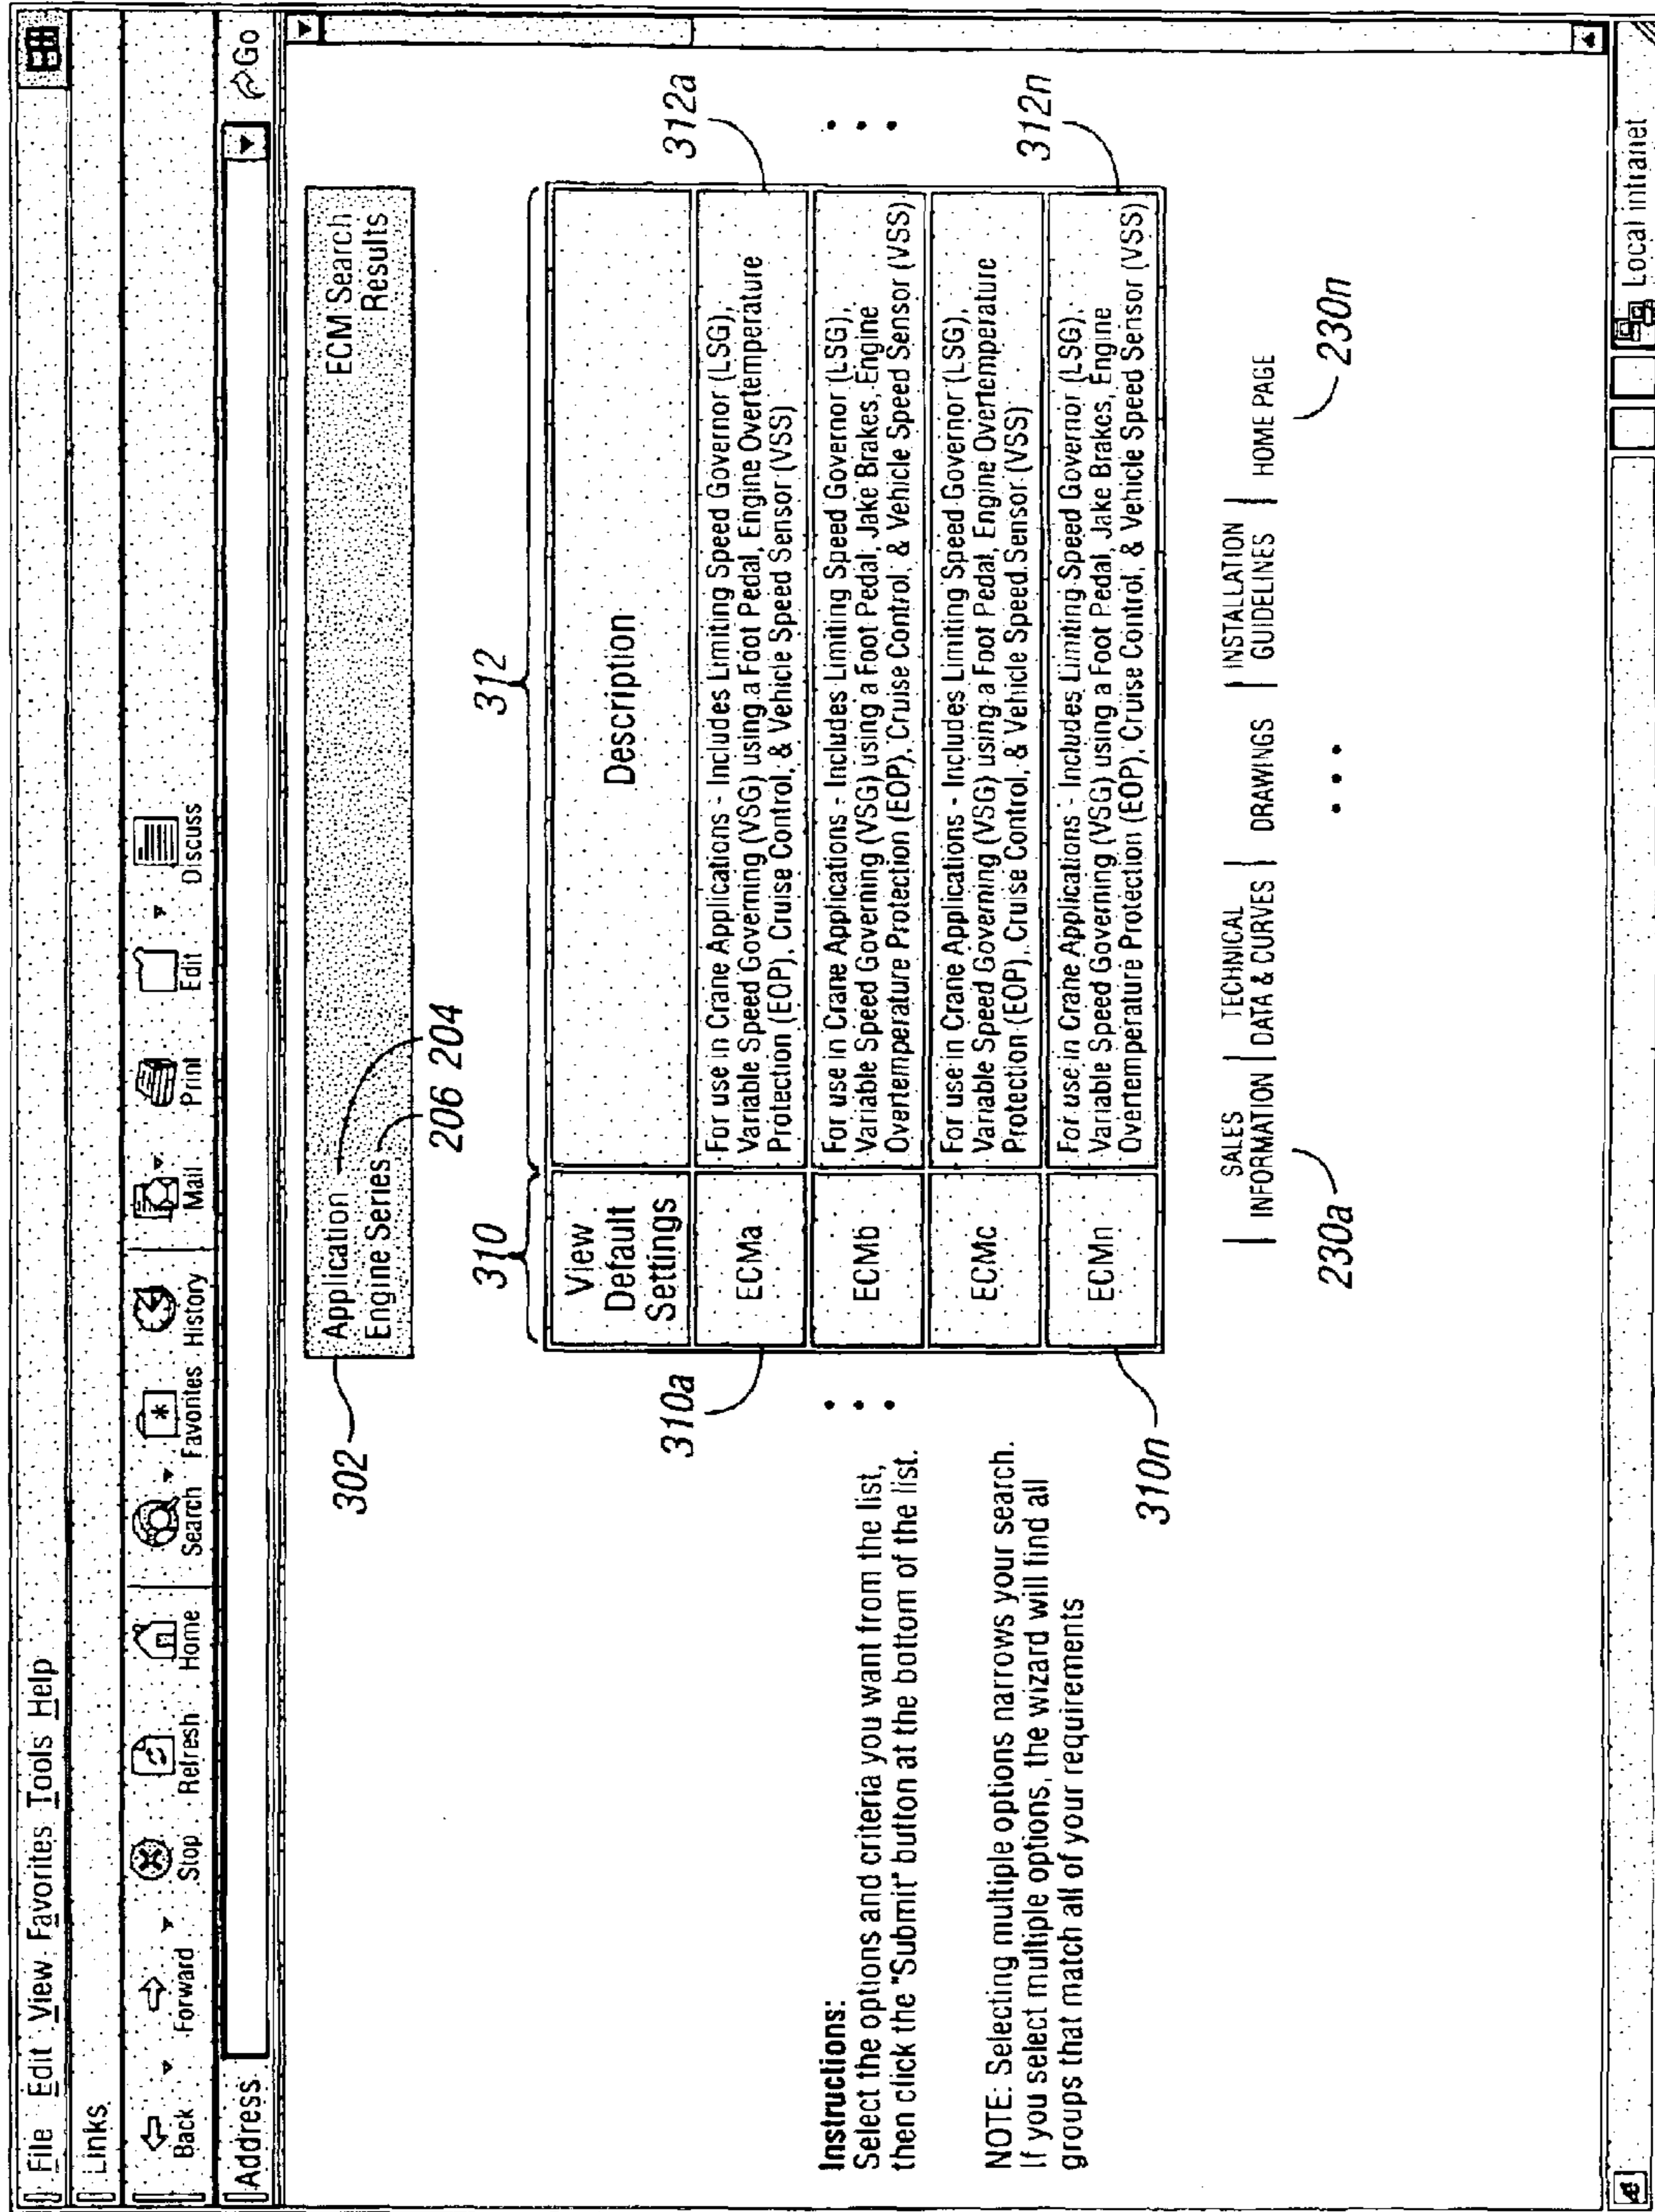 File Edit View Favorites Tools Help
Links
Back Forward Stop Refresh Home Search Favorites History Mail Print Edit Discuss
Address Go
302
Application ECM Search
Engine Series Results
206 204
310 312
View Default Settings Description
310a
312a
ECMa For use in Crane Applications - Includes Limiting Speed Governor (LSG),
Variable Speed Governing (VSG) using a Foot Pedal, Engine Overtemperature
Protection (EOP), Cruise Control, & Vehicle Speed Sensor (VSS)
ECMb For use in Crane Applications - Includes Limiting Speed Governor (LSG),
Variable Speed Governing (VSG) using a Foot Pedal, Jake Brakes, Engine
Overtemperature Protection (EOP), Cruise Control, & Vehicle Speed Sensor (VSS)
ECMc For use in Crane Applications - Includes Limiting Speed Governor (LSG),
Variable Speed Governing (VSG) using a Foot Pedal, Engine Overtemperature
Protection (EOP), Cruise Control, & Vehicle Speed Sensor (VSS)
ECMn For use in Crane Applications - Includes Limiting Speed Governor (LSG),
Variable Speed Governing (VSG) using a Foot Pedal, Jake Brakes, Engine
Overtemperature Protection (EOP), Cruise Control, & Vehicle Speed Sensor (VSS)
310n
312n
Instructions:
Select the options and criteria you want from the list,
then click the "Submit" button at the bottom of the list.
NOTE: Selecting multiple options narrows your search.
If you select multiple options, the wizard will find all
groups that match all of your requirements
| SALES INFORMATION | TECHNICAL DATA & CURVES | DRAWINGS | INSTALLATION GUIDELINES | HOME PAGE
230a
230n
Local intranet